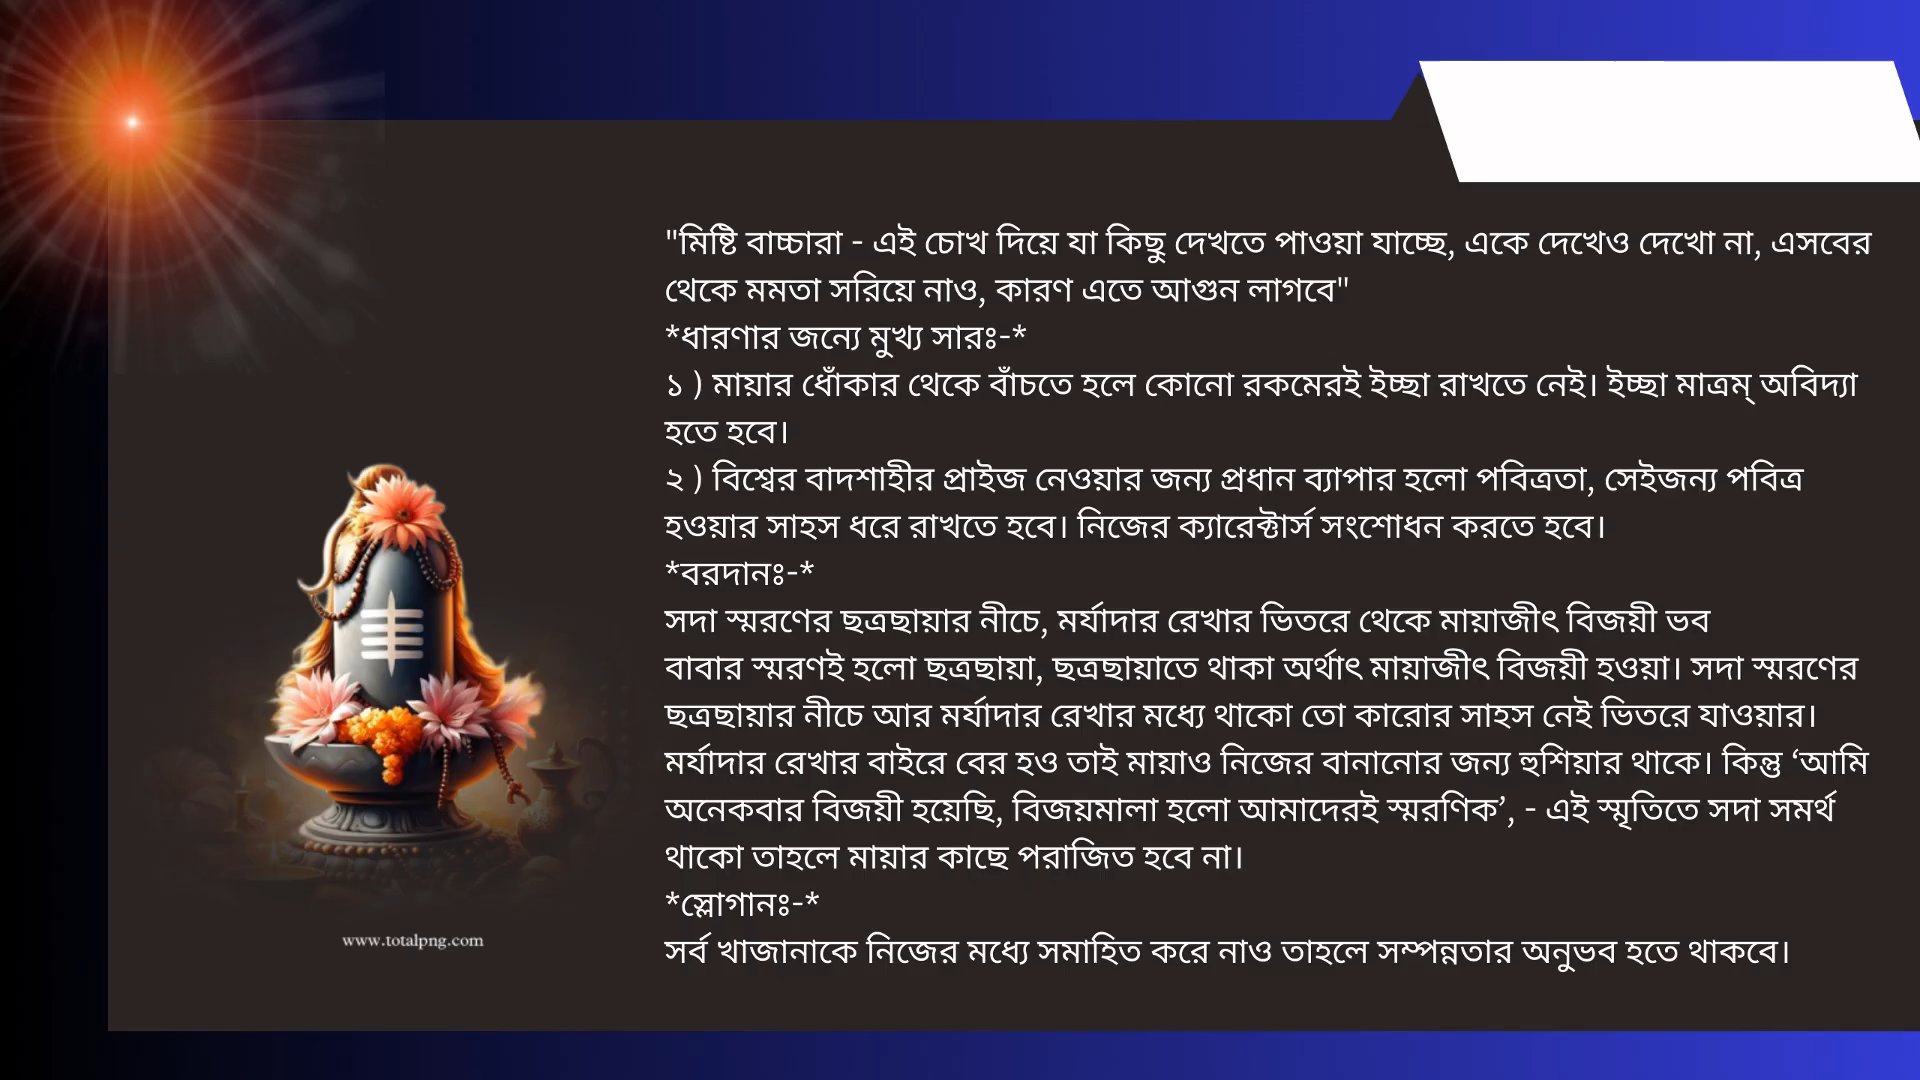 "মিষ্টি বাচ্চারা - এই চোখ দিয়ে যা কিছু দেখতে পাওয়া যাচ্ছে, একে দেখেও দেখো না, এসবের
থেকে মমতা সরিয়ে নাও, কারণ এতে আগুন লাগবে"
*ধারণার জন্যে মুখ্য সারঃ-*
১ ) মায়ার ধোঁকার থেকে বাঁচতে হলে কোনো রকমেরই ইচ্ছা রাখতে নেই। ইচ্ছা মাত্রম্ অবিদ্যা
হতে হবে।
২ ) বিশ্বের বাদশাহীর প্রাইজ নেওয়ার জন্য প্রধান ব্যাপার হলো পবিত্রতা, সেইজন্য পবিত্র
হওয়ার সাহস ধরে রাখতে হবে। নিজের ক্যারেক্টার্স সংশোধন করতে হবে।
*বরদানঃ-*
সদা স্মরণের ছত্রছায়ার নীচে, মর্যাদার রেখার ভিতরে থেকে মায়াজীৎ বিজয়ী ভব
বাবার স্মরণই হলো ছত্রছায়া, ছত্রছায়াতে থাকা অর্থাৎ মায়াজীৎ বিজয়ী হওয়া। সদা স্মরণের
ছত্রছায়ার নীচে আর মর্যাদার রেখার মধ্যে থাকো তো কারোর সাহস নেই ভিতরে যাওয়ার।
মর্যাদার রেখার বাইরে বের হও তাই মায়াও নিজের বানানোর জন্য হুশিয়ার থাকে। কিন্তু ‘আমি
অনেকবার বিজয়ী হয়েছি, বিজয়মালা হলো আমাদেরই স্মরণিক’, - এই স্মৃতিতে সদা সমর্থ
থাকো তাহলে মায়ার কাছে পরাজিত হবে না।
*স্লোগানঃ-*
সর্ব খাজানাকে নিজের মধ্যে সমাহিত করে নাও তাহলে সম্পন্নতার অনুভব হতে থাকবে।
www.totalpng.com